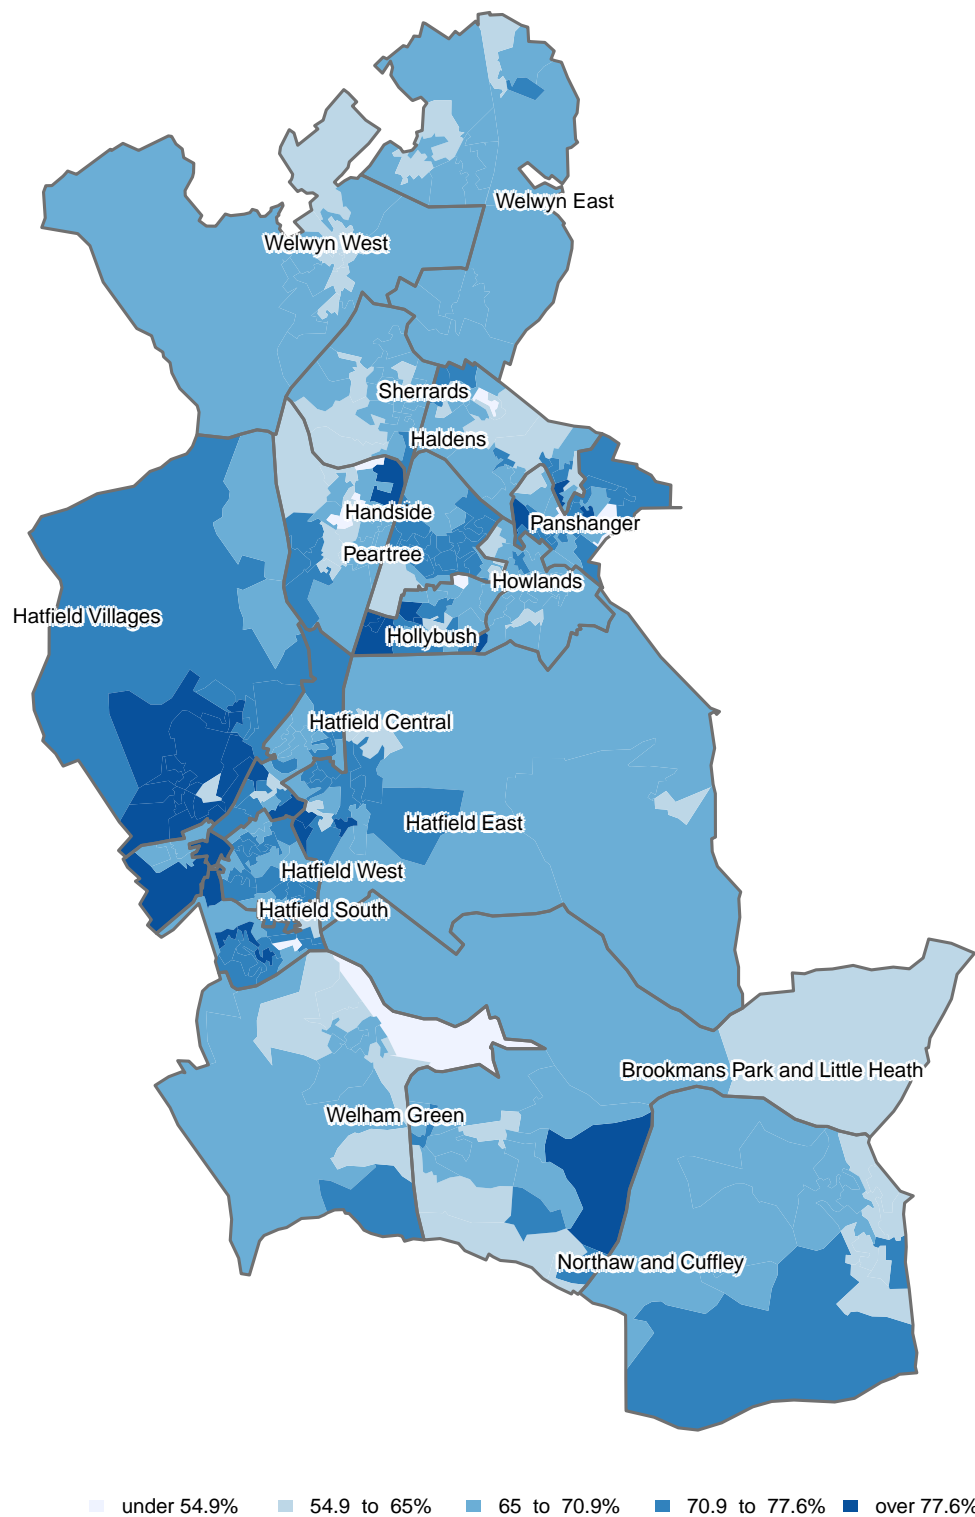 Welwyn East
Welwyn West
Sherrards
Haldens
Handside
Panshanger
Peartree
Howlands
Hatfield Villages
Hollybush
Hatfield Central
Hatfield East
Hatfield West
Hatfield South
Brookmans Park and Little Heath
Welham Green
Northaw and Cuffley
under 54.9% 54.9 to 65% 65 to 70.9% 70.9 to 77.6% over 77.6%